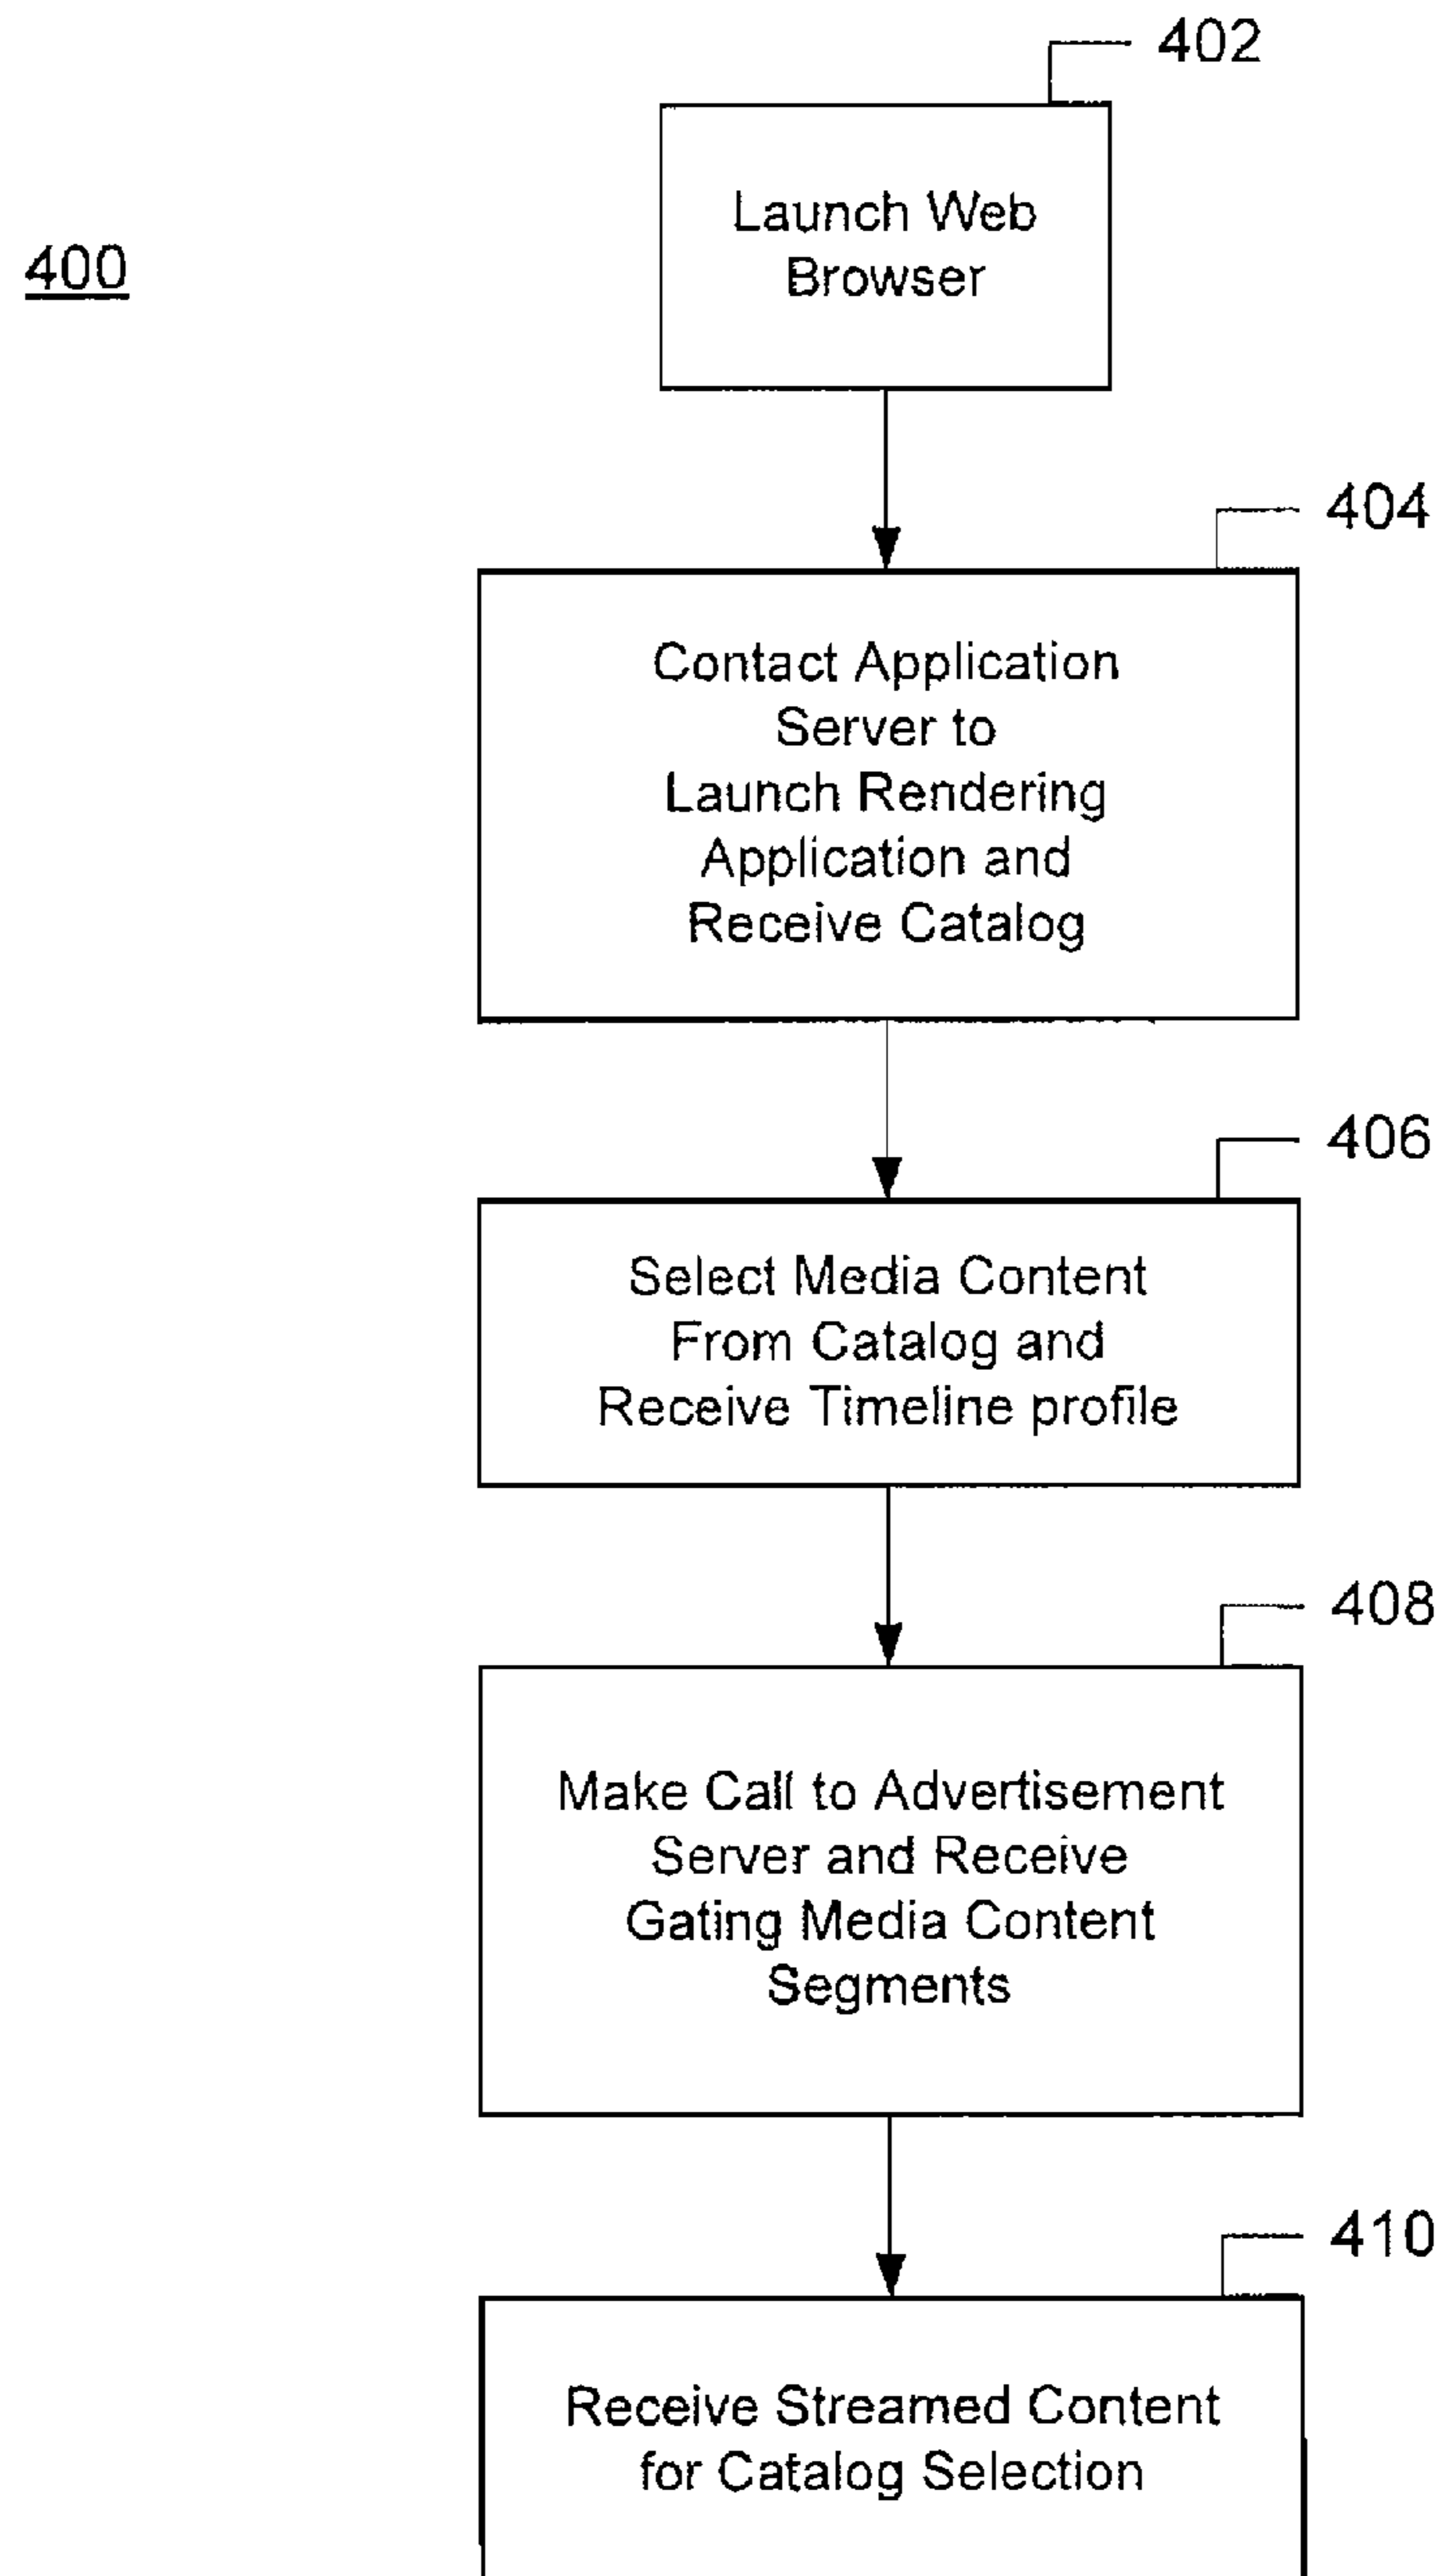 402
Launch Web
Browser
400
404
Contact Application
Server to
Launch Rendering
Application and
Receive Catalog
406
Select Media Content
From Catalog and
Receive Timeline profile
408
Make Call to Advertisement
Server and Receive
Gating Media Content
Segments
410
Receive Streamed Content
for Catalog Selection